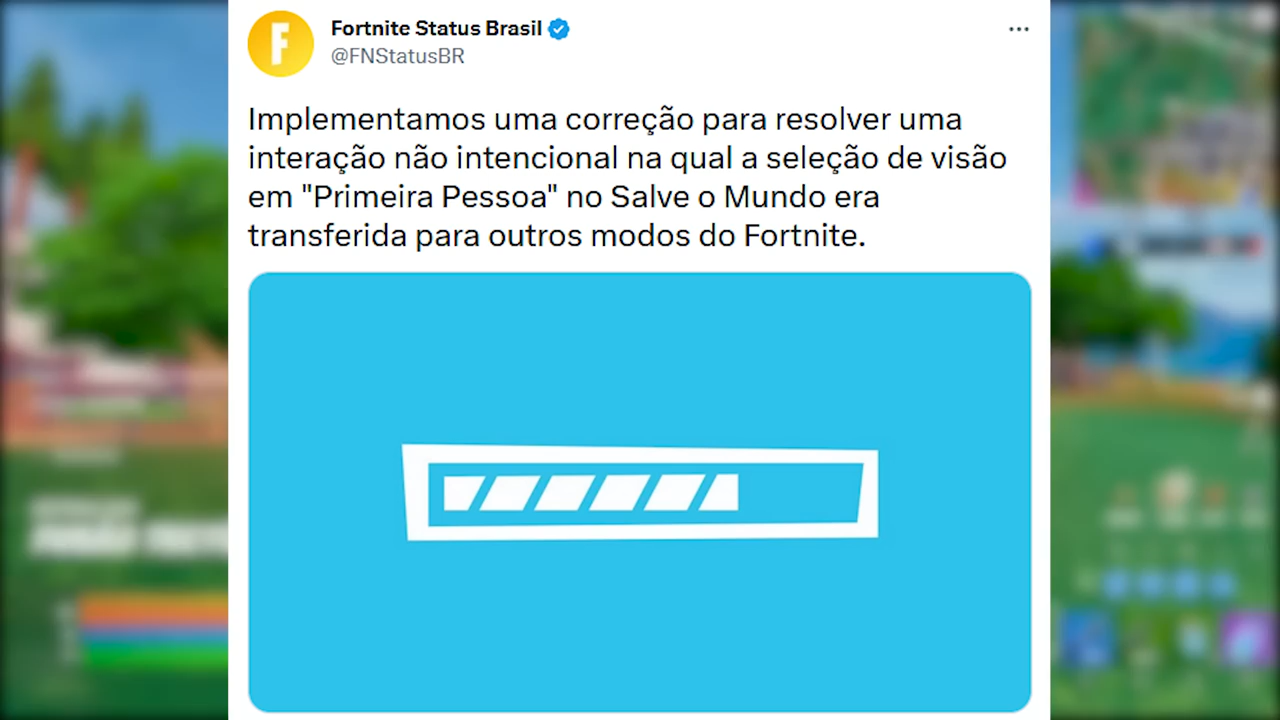 Fortnite Status Brasil
@FNStatusBR
Implementamos uma correção para resolver uma
interação não intencional na qual a seleção de visão
em "Primeira Pessoa" no Salve o Mundo era
transferida para outros modos do Fortnite.